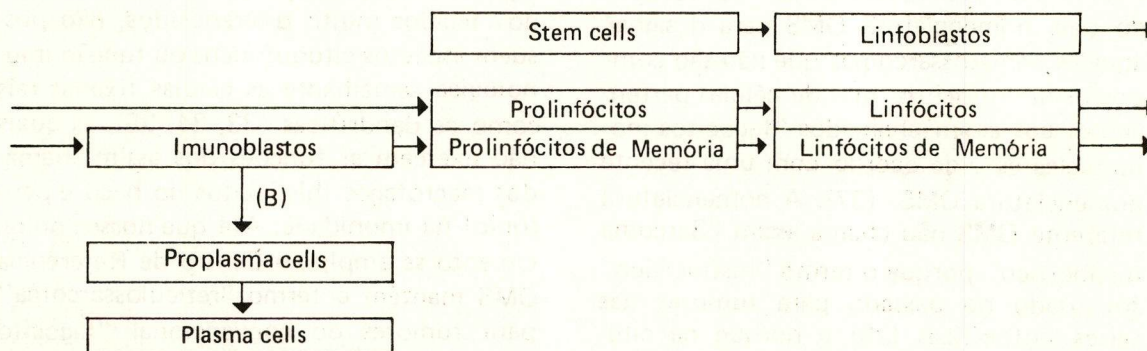 Stem cells Linfoblastos
Prolinfócitos Linfócitos
Imunoblastos Prolinfócitos de Memória Linfócitos de Memória
(B)
Proplasma cells
Plasma cells